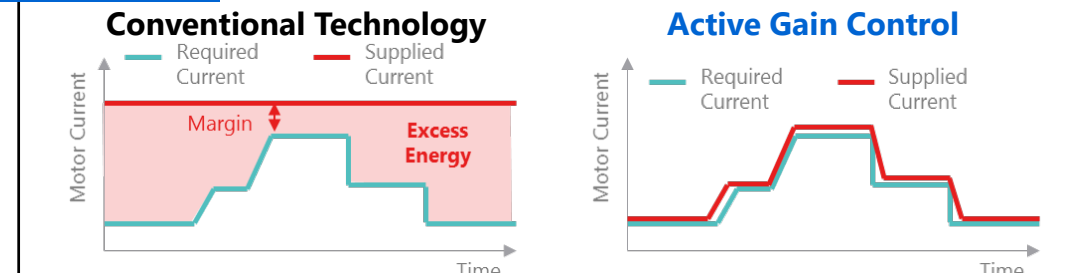 Conventional Technology
Required
Current
Supplied
Current
Motor Current
Margin
Excess
Energy
Time
Active Gain Control
Required
Current
Supplied
Current
Motor Current
Time